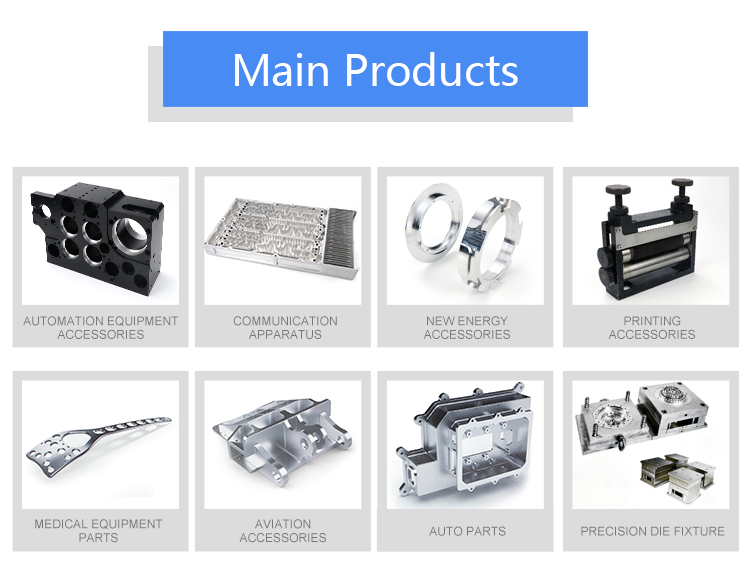 Main Products
AUTOMATION EQUIPMENT
ACCESSORIES
COMMUNICATION
APPARATUS
NEW ENERGY
ACCESSORIES
PRINTING
ACCESSORIES
MEDICAL EQUIPMENT
PARTS
AVIATION
ACCESSORIES
AUTO PARTS
PRECISION DIE FIXTURE